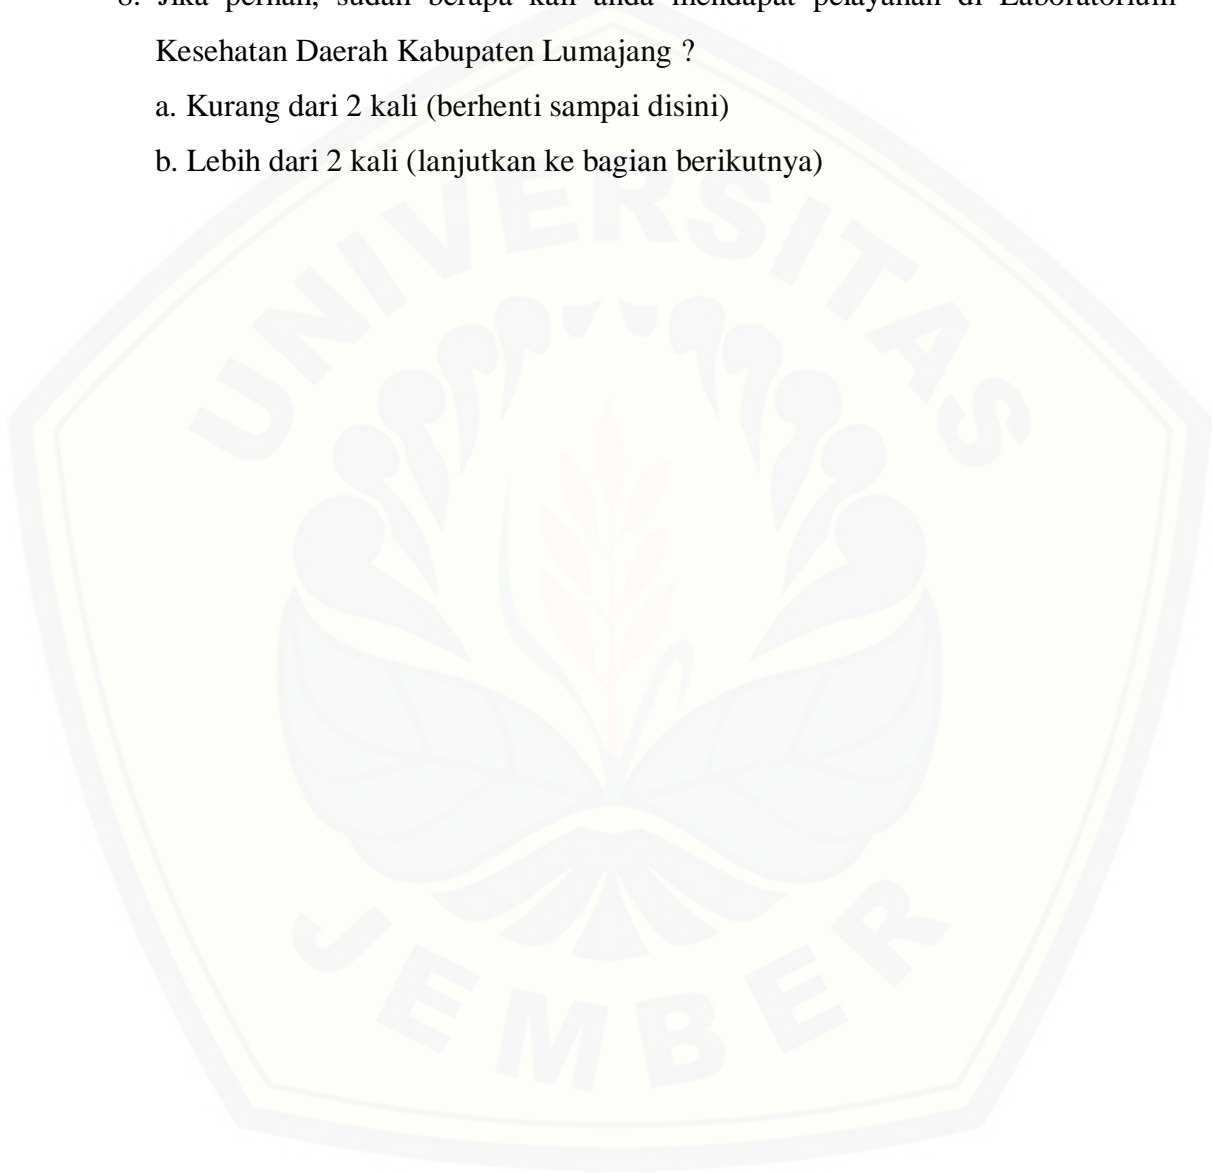 8. Jika pernah, sudah berapa kali anda mendapat pelayanan di Laboratorium
Kesehatan Daerah Kabupaten Lumajang ?
a. Kurang dari 2 kali (berhenti sampai disini)
b. Lebih dari 2 kali (lanjutkan ke bagian berikutnya)
UNIVERSITAS
JEMBER